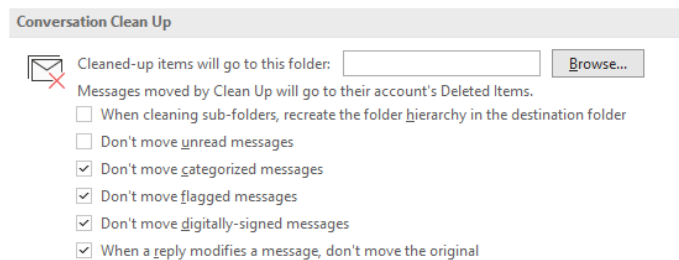 Conversation Clean Up
Cleaned-up items will go to this folder:
Browse...
Messages moved by Clean Up will go to their account's Deleted Items.
When cleaning sub-folders, recreate the folder hierarchy in the destination folder
Don't move unread messages
Don't move categorized messages
Don't move flagged messages
Don't move digitally-signed messages
When a reply modifies a message, don't move the original